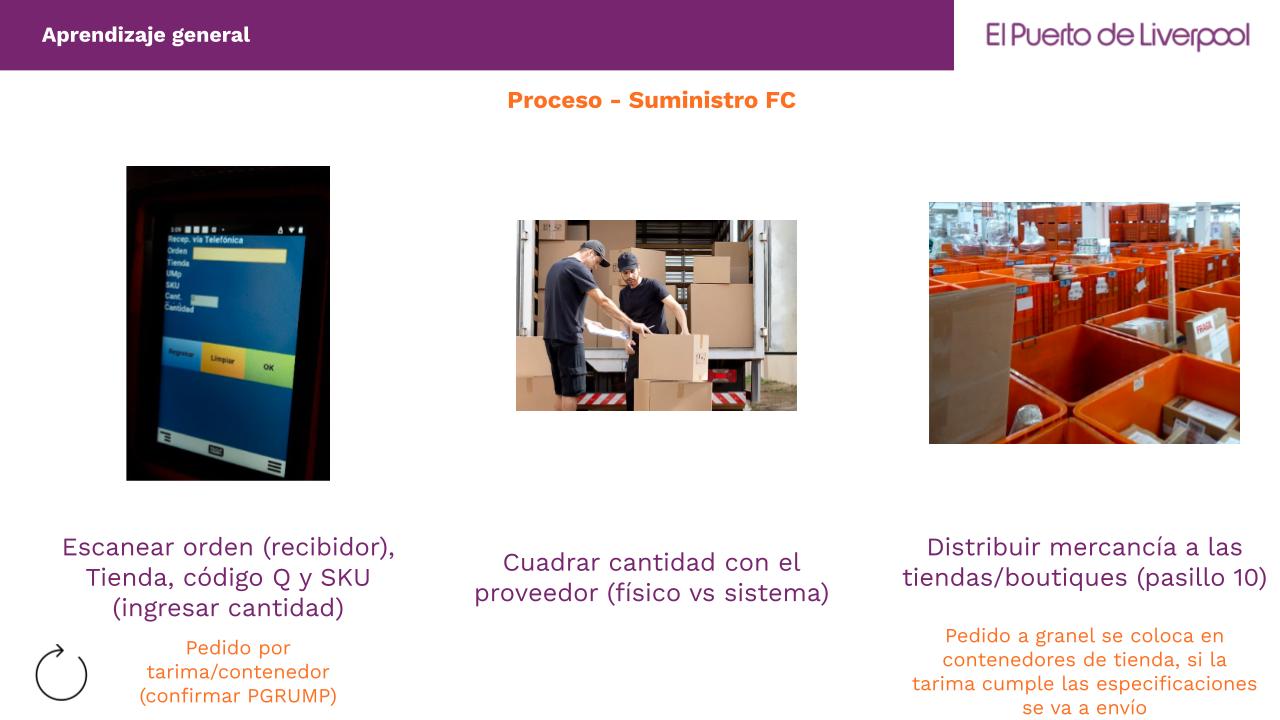 Aprendizaje general
El Puerto de Liverpool
Proceso - Suministro FC
Recep. vía Telefónica
Orden
Tienda
UMp
SKU
Cant.
Cantidad
Regresar
Limpiar
OK
FRAGIL
Escanear orden (recibidor),
Tienda, código Q y SKU
(ingresar cantidad)
Pedido por
tarima/contenedor
(confirmar PGRUMP)
Cuadrar cantidad con el
proveedor (físico vs sistema)
Distribuir mercancía a las
tiendas/boutiques (pasillo 10)
Pedido a granel se coloca en
contenedores de tienda, si la
tarima cumple las especificaciones
se va a envío